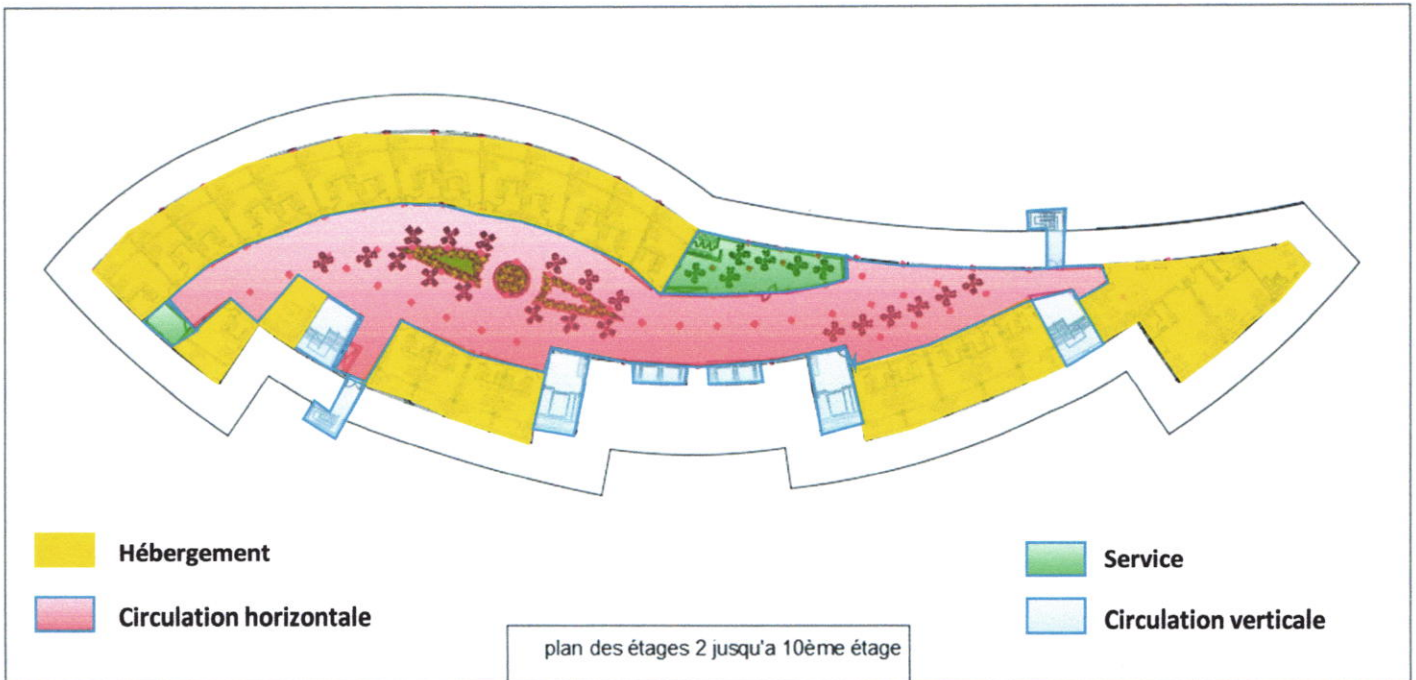 Hébergement
Circulation horizontale
Service
Circulation verticale
plan des étages 2 jusqu'a 10ème étage